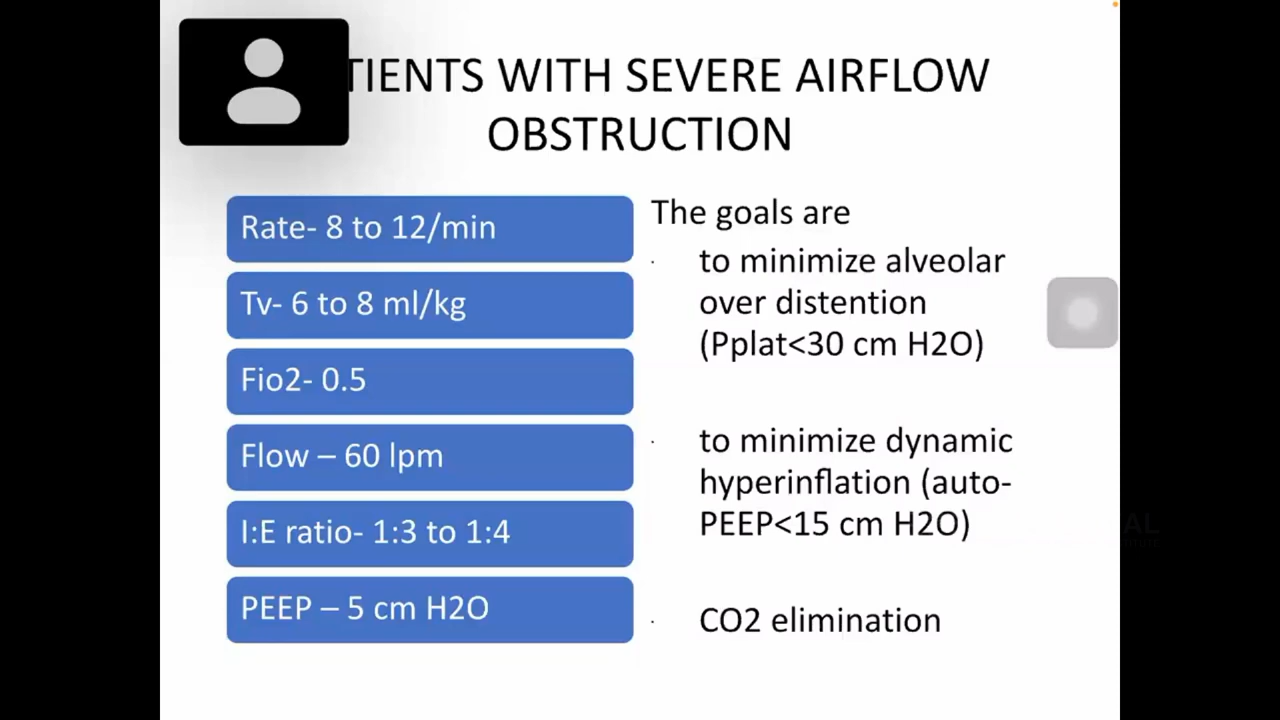 TIENTS WITH SEVERE AIRFLOW
OBSTRUCTION
Rate- 8 to 12/min
Tv- 6 to 8 ml/kg
Fio2- 0.5
Flow – 60 lpm
I:E ratio- 1:3 to 1:4
PEEP – 5 cm H2O
The goals are
· to minimize alveolar
over distention
(Pplat<30 cm H2O)
· to minimize dynamic
hyperinflation (auto-
PEEP<15 cm H2O)
· CO2 elimination